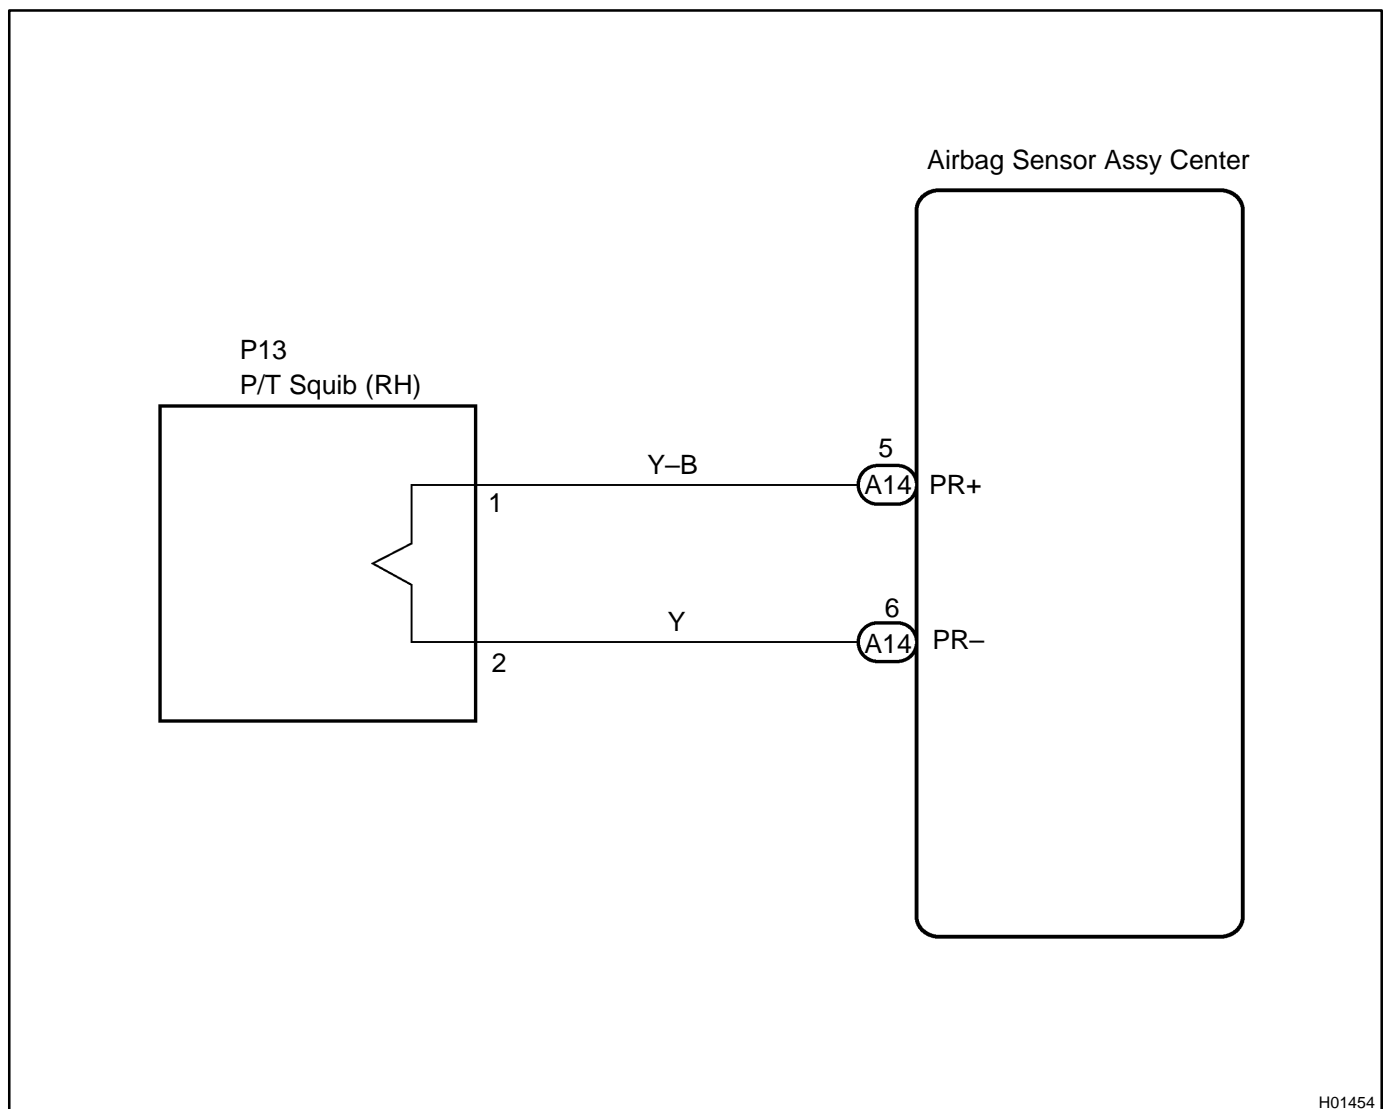 Airbag Sensor Assy Center
P13
P/T Squib (RH)
Y–B
5
1
A14
PR+
Y
6
2
A14
PR–
H01454